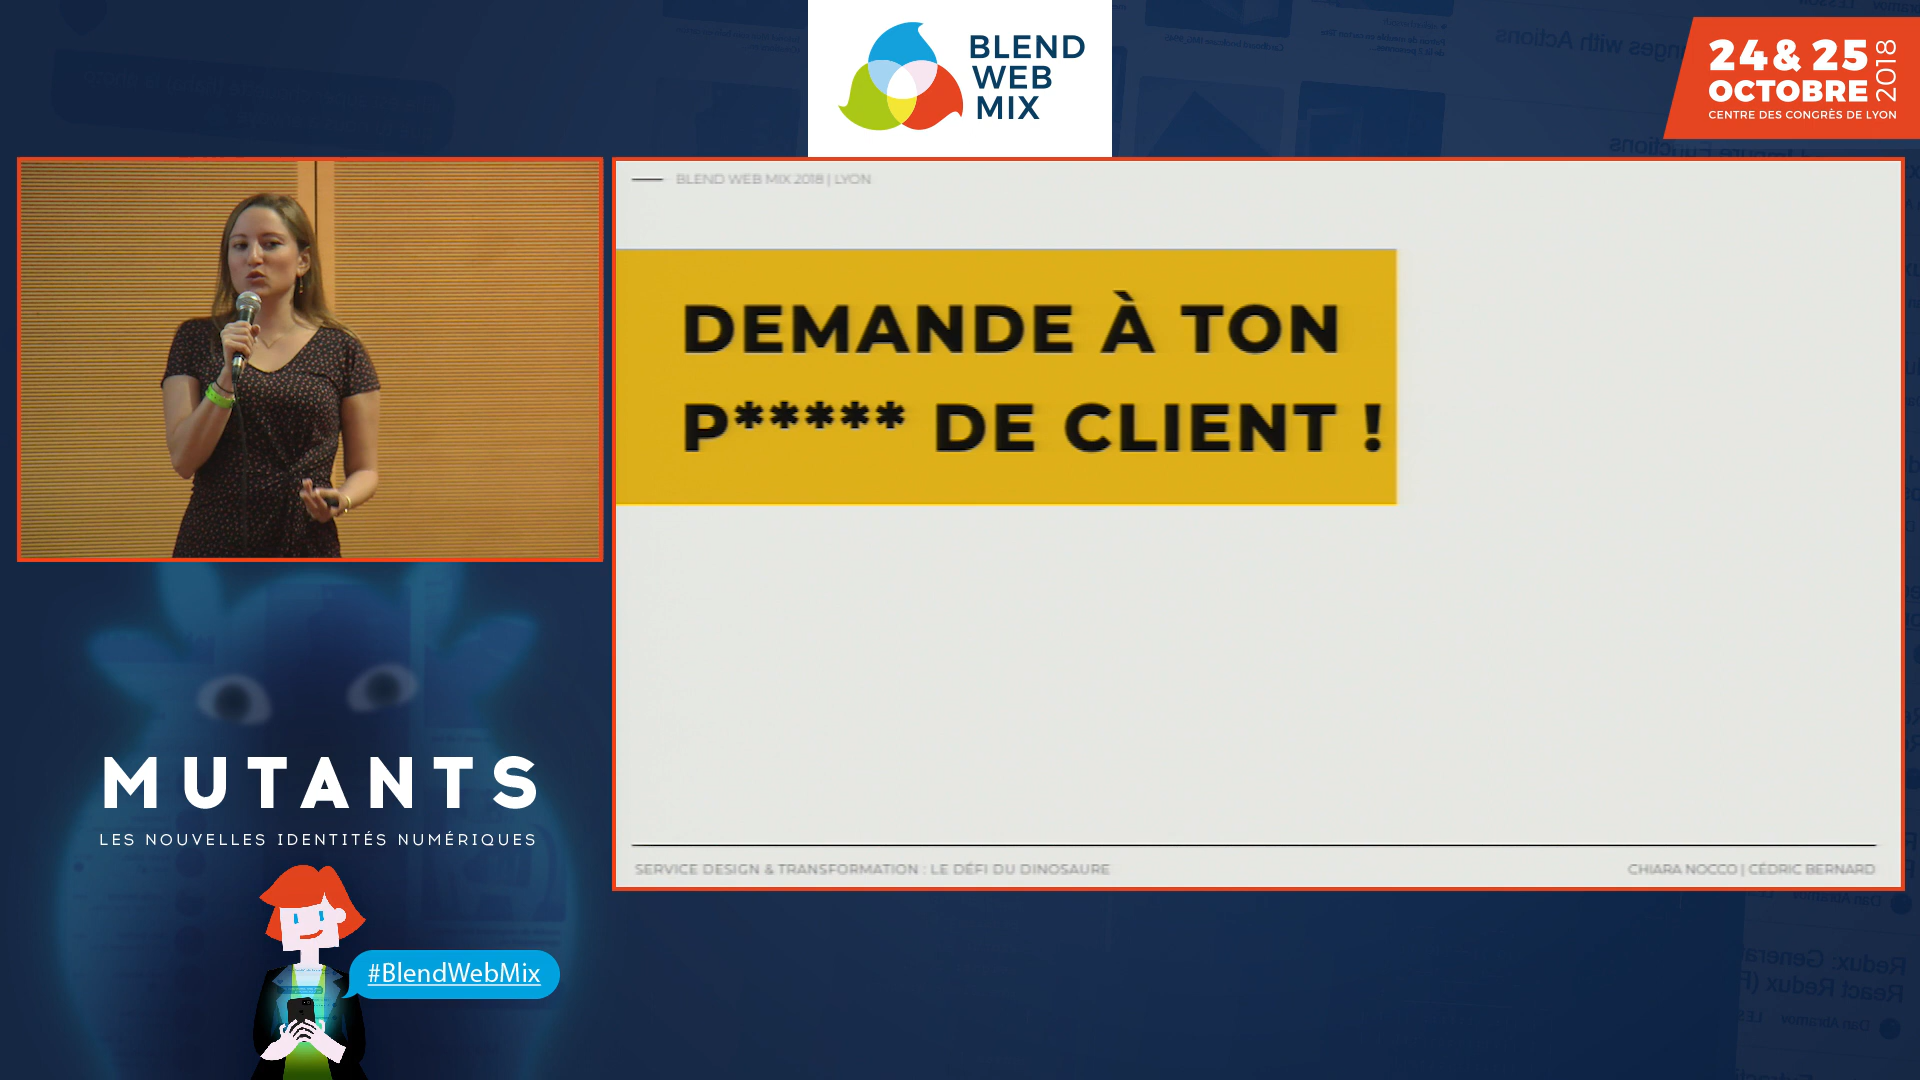 BLEND
WEB
MIX
24 & 25
OCTOBRE
2018
CENTRE DES CONGRÈS DE LYON
BLEND WEB MIX 2018 | LYON
DEMANDE À TON
P***** DE CLIENT !
SERVICE DESIGN & TRANSFORMATION : LE DÉFI DU DINOSAURE
CHIARA NOCCO | CÉDRIC BERNARD
MUTANTS
LES NOUVELLES IDENTITÉS NUMÉRIQUES
#BlendWebMix